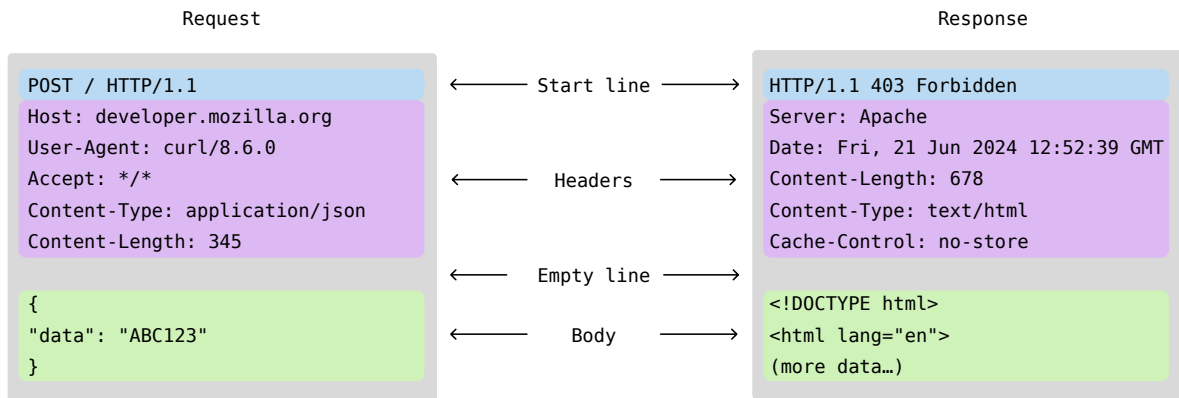 Request
POST / HTTP/1.1
Host: developer.mozilla.org
User-Agent: curl/8.6.0
Accept: */*
Content-Type: application/json
Content-Length: 345
{
"data": "ABC123"
}
Start line
Headers
Empty line
Body
Response
HTTP/1.1 403 Forbidden
Server: Apache
Date: Fri, 21 Jun 2024 12:52:39 GMT
Content-Length: 678
Content-Type: text/html
Cache-Control: no-store
<!DOCTYPE html>
<html lang="en">
(more data…)